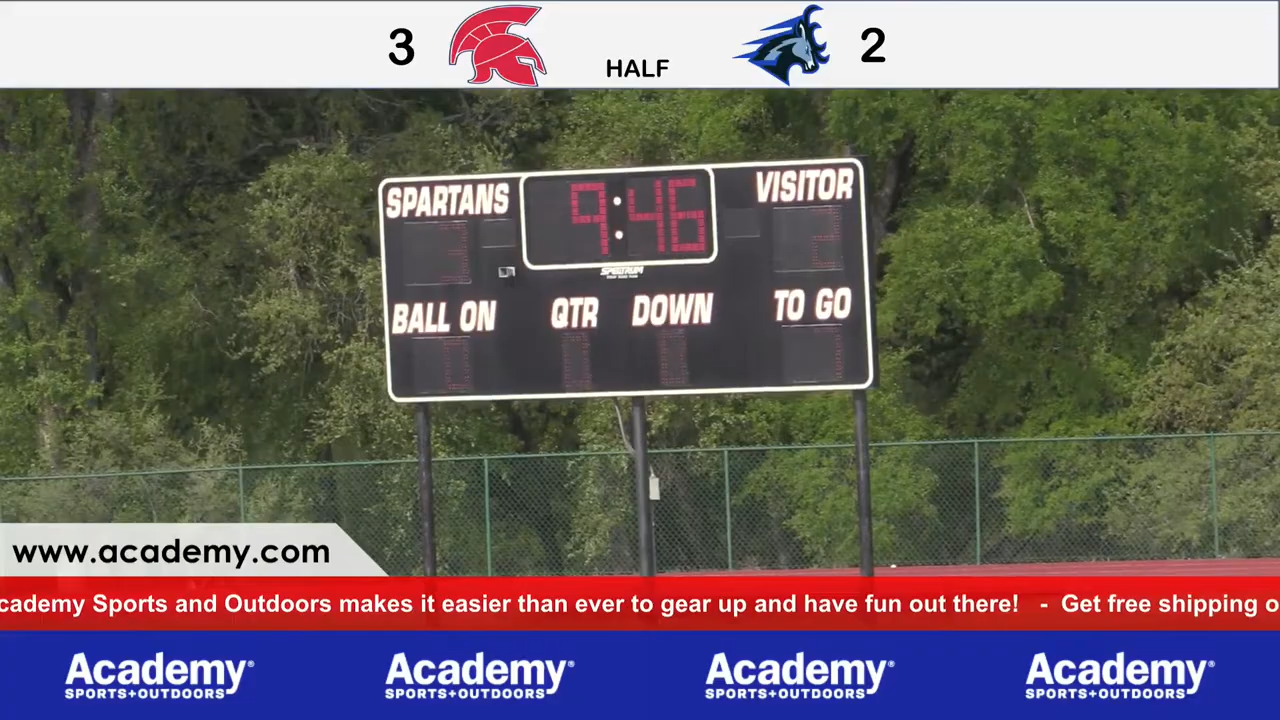 3 HALF 2
SPARTANS 9:46 VISITOR
SPECTRUM
BALL ON QTR DOWN TO GO
www.academy.com
cademy Sports and Outdoors makes it easier than ever to gear up and have fun out there! - Get free shipping o
Academy Academy Academy Academy
SPORTS+OUTDOORS SPORTS+OUTDOORS SPORTS+OUTDOORS SPORTS+OUTDOORS